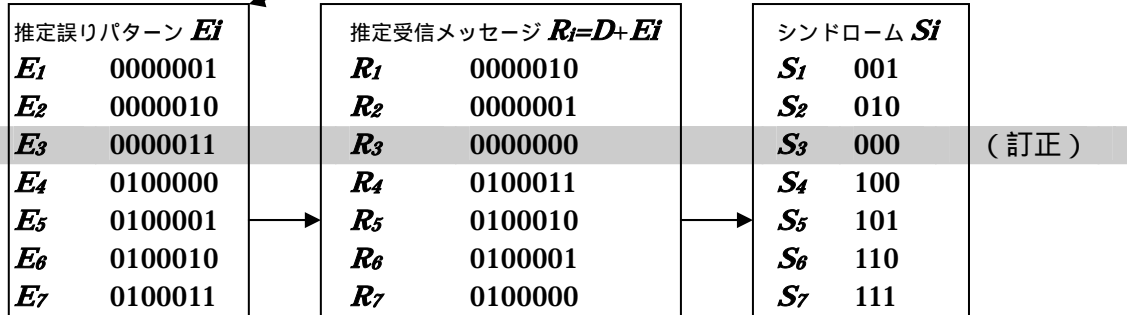 推定誤りパターン Ei 推定受信メッセージ Ri=D+Ei シンドローム Si
E1 0000001 R1 0000010 S1 001
E2 0000010 R2 0000001 S2 010
E3 0000011 R3 0000000 S3 000 (訂正)
E4 0100000 R4 0100011 S4 100
E5 0100001 R5 0100010 S5 101
E6 0100010 R6 0100001 S6 110
E7 0100011 R7 0100000 S7 111